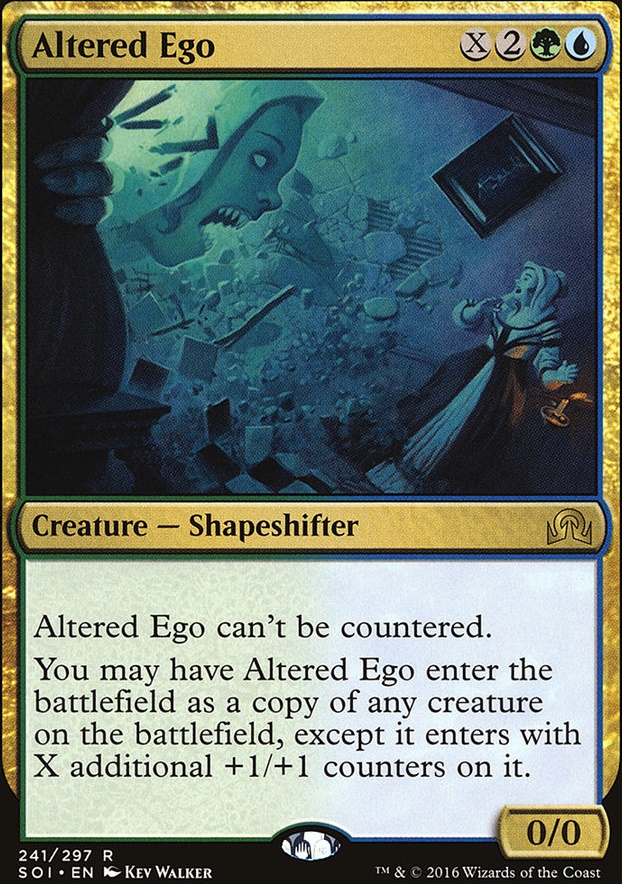 Altered Ego X 2
Creature — Shapeshifter
Altered Ego can't be countered.
You may have Altered Ego enter the
battlefield as a copy of any creature
on the battlefield, except it enters with
X additional +1/+1 counters on it.
0/0
241/297 R
SOI • EN Kev Walker
™ & © 2016 Wizards of the Coast